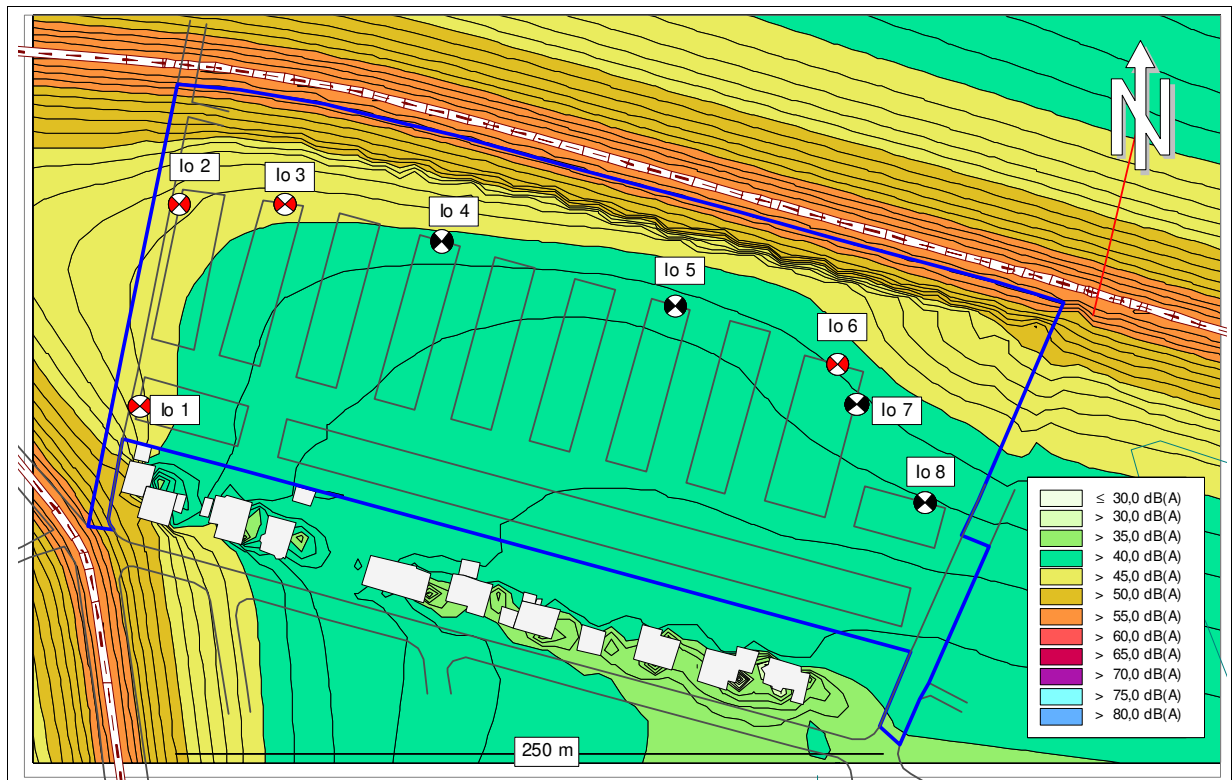 N
Io 2
Io 3
Io 4
Io 5
Io 6
Io 1
Io 7
Io 8
≤ 30,0 dB(A)
> 30,0 dB(A)
> 35,0 dB(A)
> 40,0 dB(A)
> 45,0 dB(A)
> 50,0 dB(A)
> 55,0 dB(A)
> 60,0 dB(A)
> 65,0 dB(A)
> 70,0 dB(A)
> 75,0 dB(A)
> 80,0 dB(A)
250 m